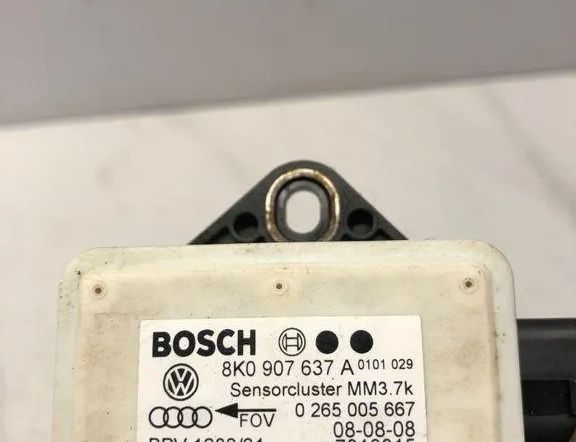 BOSCH
8K0 907 637 A 0101 029
Sensorcluster MM3.7k
FOV 0 265 005 667
08-08-08